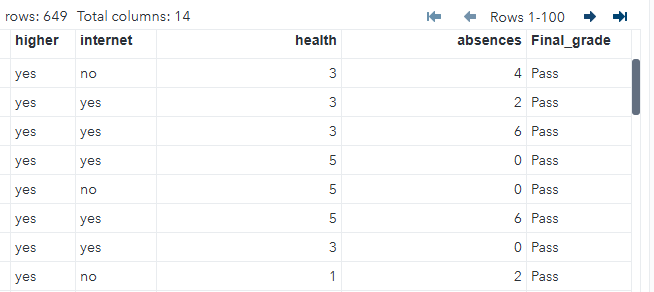 rows: 649 Total columns: 14 Rows 1-100
higher internet health absences Final_grade
yes no 3 4 Pass
yes yes 3 2 Pass
yes yes 3 6 Pass
yes yes 5 0 Pass
yes no 5 0 Pass
yes yes 5 6 Pass
yes yes 3 0 Pass
yes no 1 2 Pass